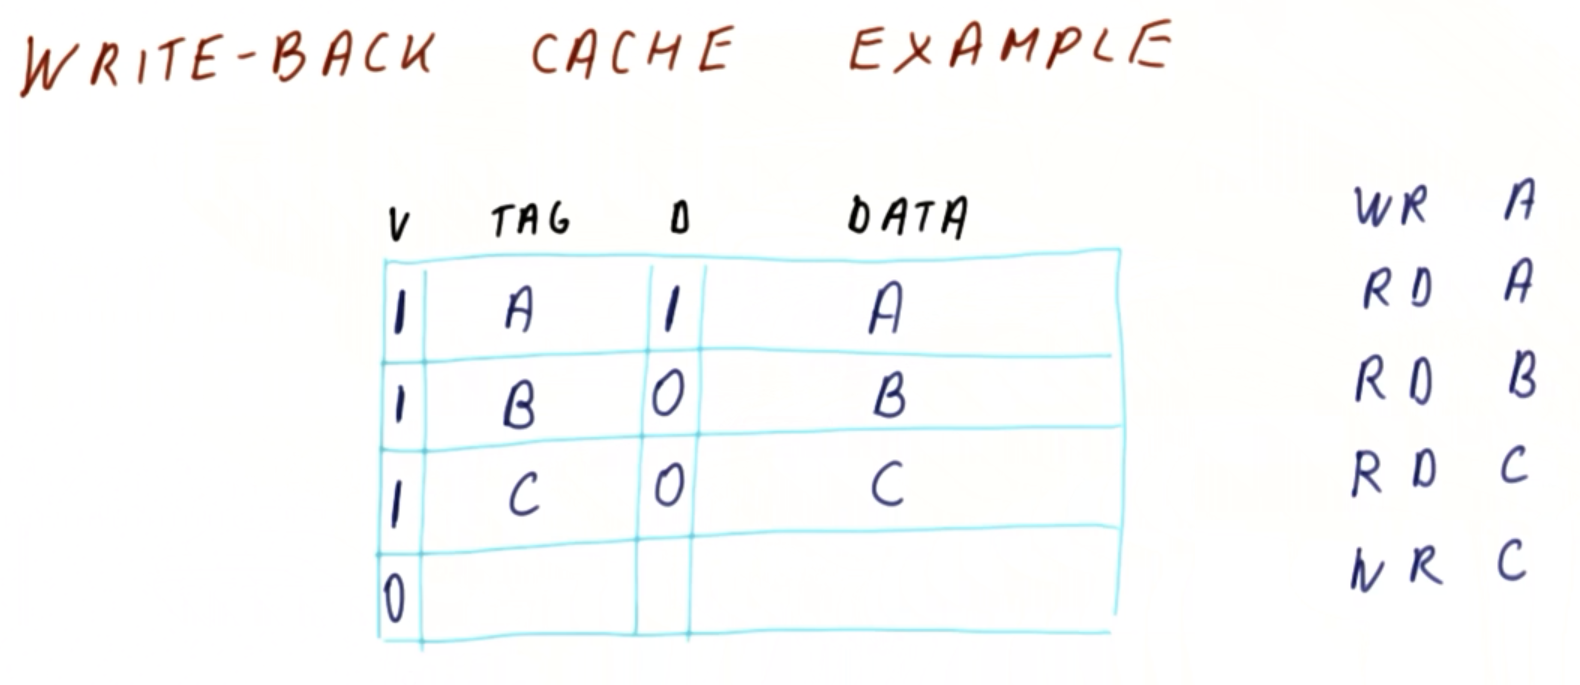 WRITE-BACK CACHE EXAMPLE
V TAG D DATA
1 A 1 A
1 B 0 B
1 C 0 C
0
WR A
RD A
RD B
RD C
WR C